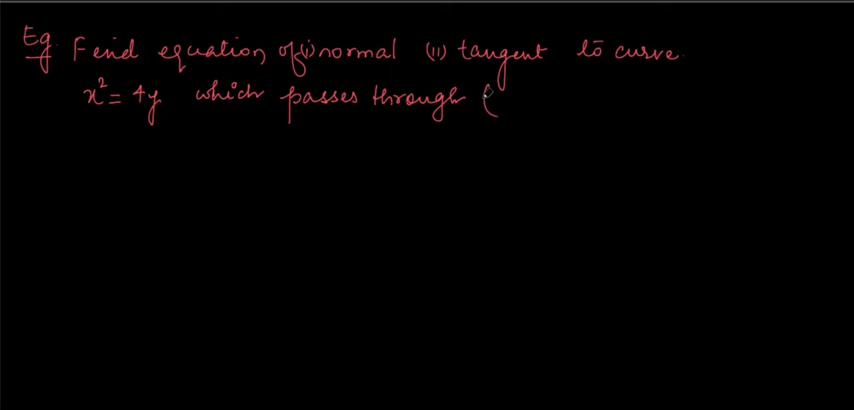 Eg. Find equation of (i) normal (ii) tangent to curve
x² = 4y which passes through (